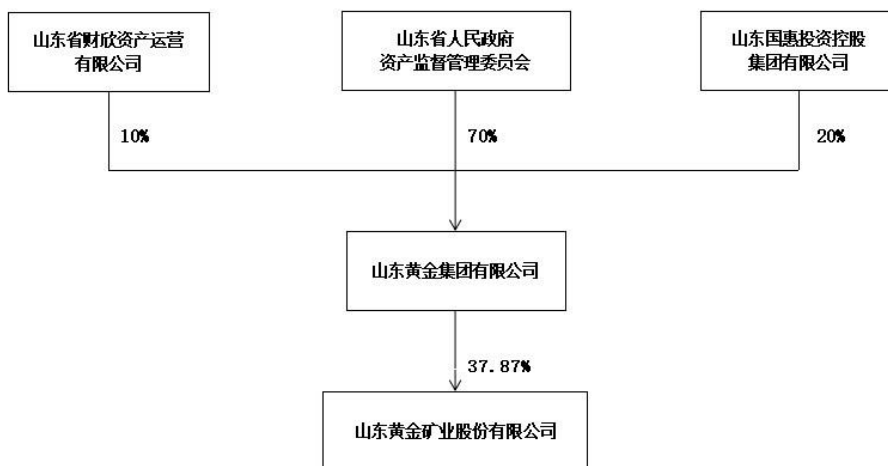 山东省财欣资产运营
有限公司
山东省人民政府
资产监督管理委员会
山东国惠投资控股
集团有限公司
10%
70%
20%
山东黄金集团有限公司
37.87%
山东黄金矿业股份有限公司